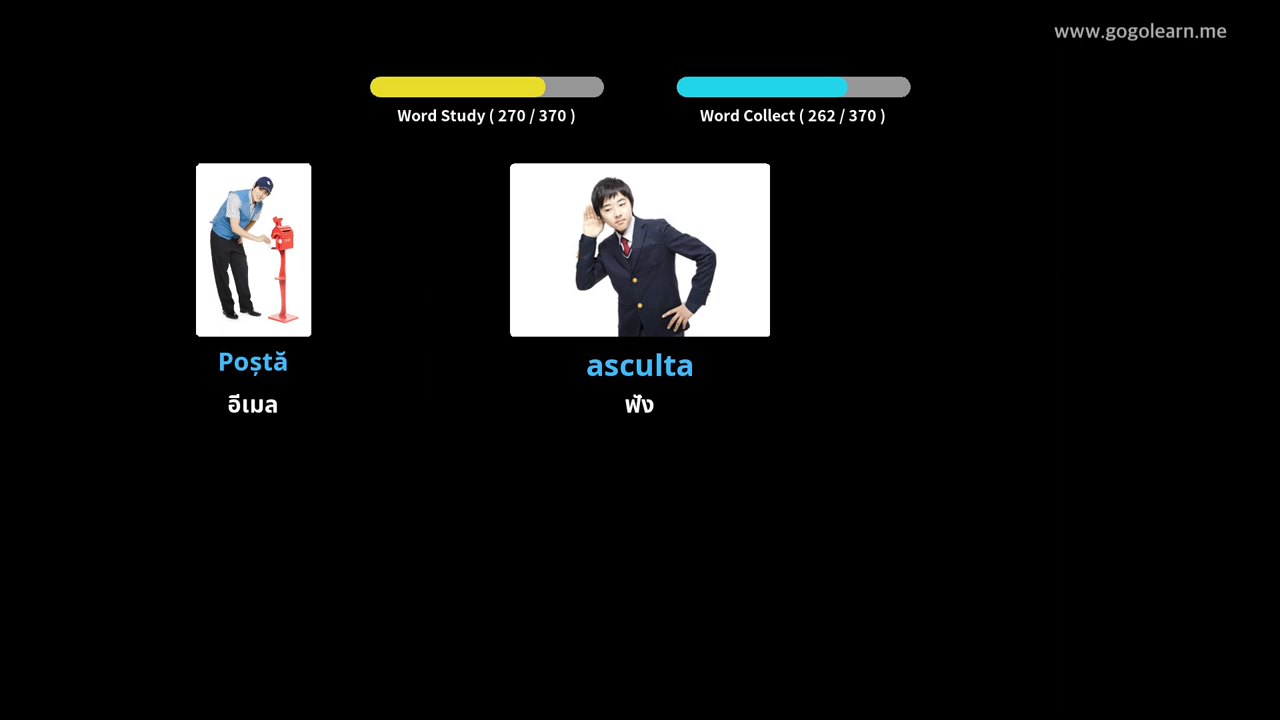 www.gogolearn.me
Word Study ( 270 / 370 )
Word Collect ( 262 / 370 )
Poștă
อีเมล
asculta
ฟัง